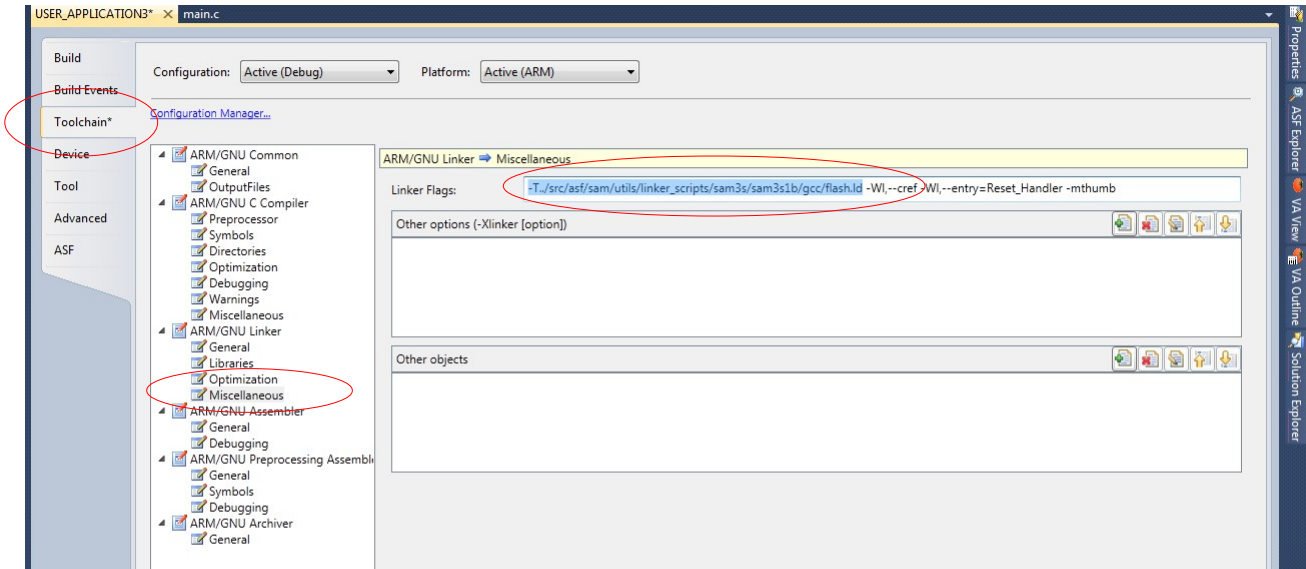 USER_APPLICATION3* × main.c
Build
Build Events
Toolchain*
Device
Tool
Advanced
ASF
Configuration: Active (Debug) Platform: Active (ARM)
Configuration Manager...
ARM/GNU Common
General
OutputFiles
ARM/GNU C Compiler
Preprocessor
Symbols
Directories
Optimization
Debugging
Warnings
Miscellaneous
ARM/GNU Linker
General
Libraries
Optimization
Miscellaneous
ARM/GNU Assembler
General
Debugging
ARM/GNU Preprocessing Assembl
General
Symbols
Debugging
ARM/GNU Archiver
General
ARM/GNU Linker ➡ Miscellaneous
Linker Flags: -T../src/asf/sam/utils/linker_scripts/sam3s/sam3s1b/gcc/flash.ld -Wl,--cref -Wl,--entry=Reset_Handler -mthumb
Other options (-Xlinker [option])
Other objects
Properties
ASF Explorer
VA View
VA Outline
Solution Explorer